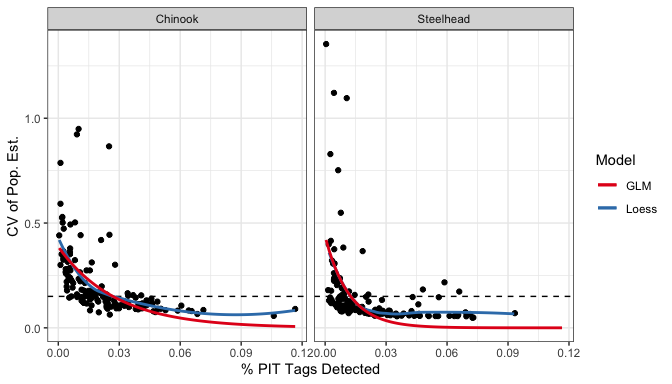 Chinook
Steelhead
CV of Pop. Est.
1.0
0.5
0.0
0.00
0.03
0.06
0.09
0.12
0.00
0.03
0.06
0.09
0.12
% PIT Tags Detected
Model
GLM
Loess